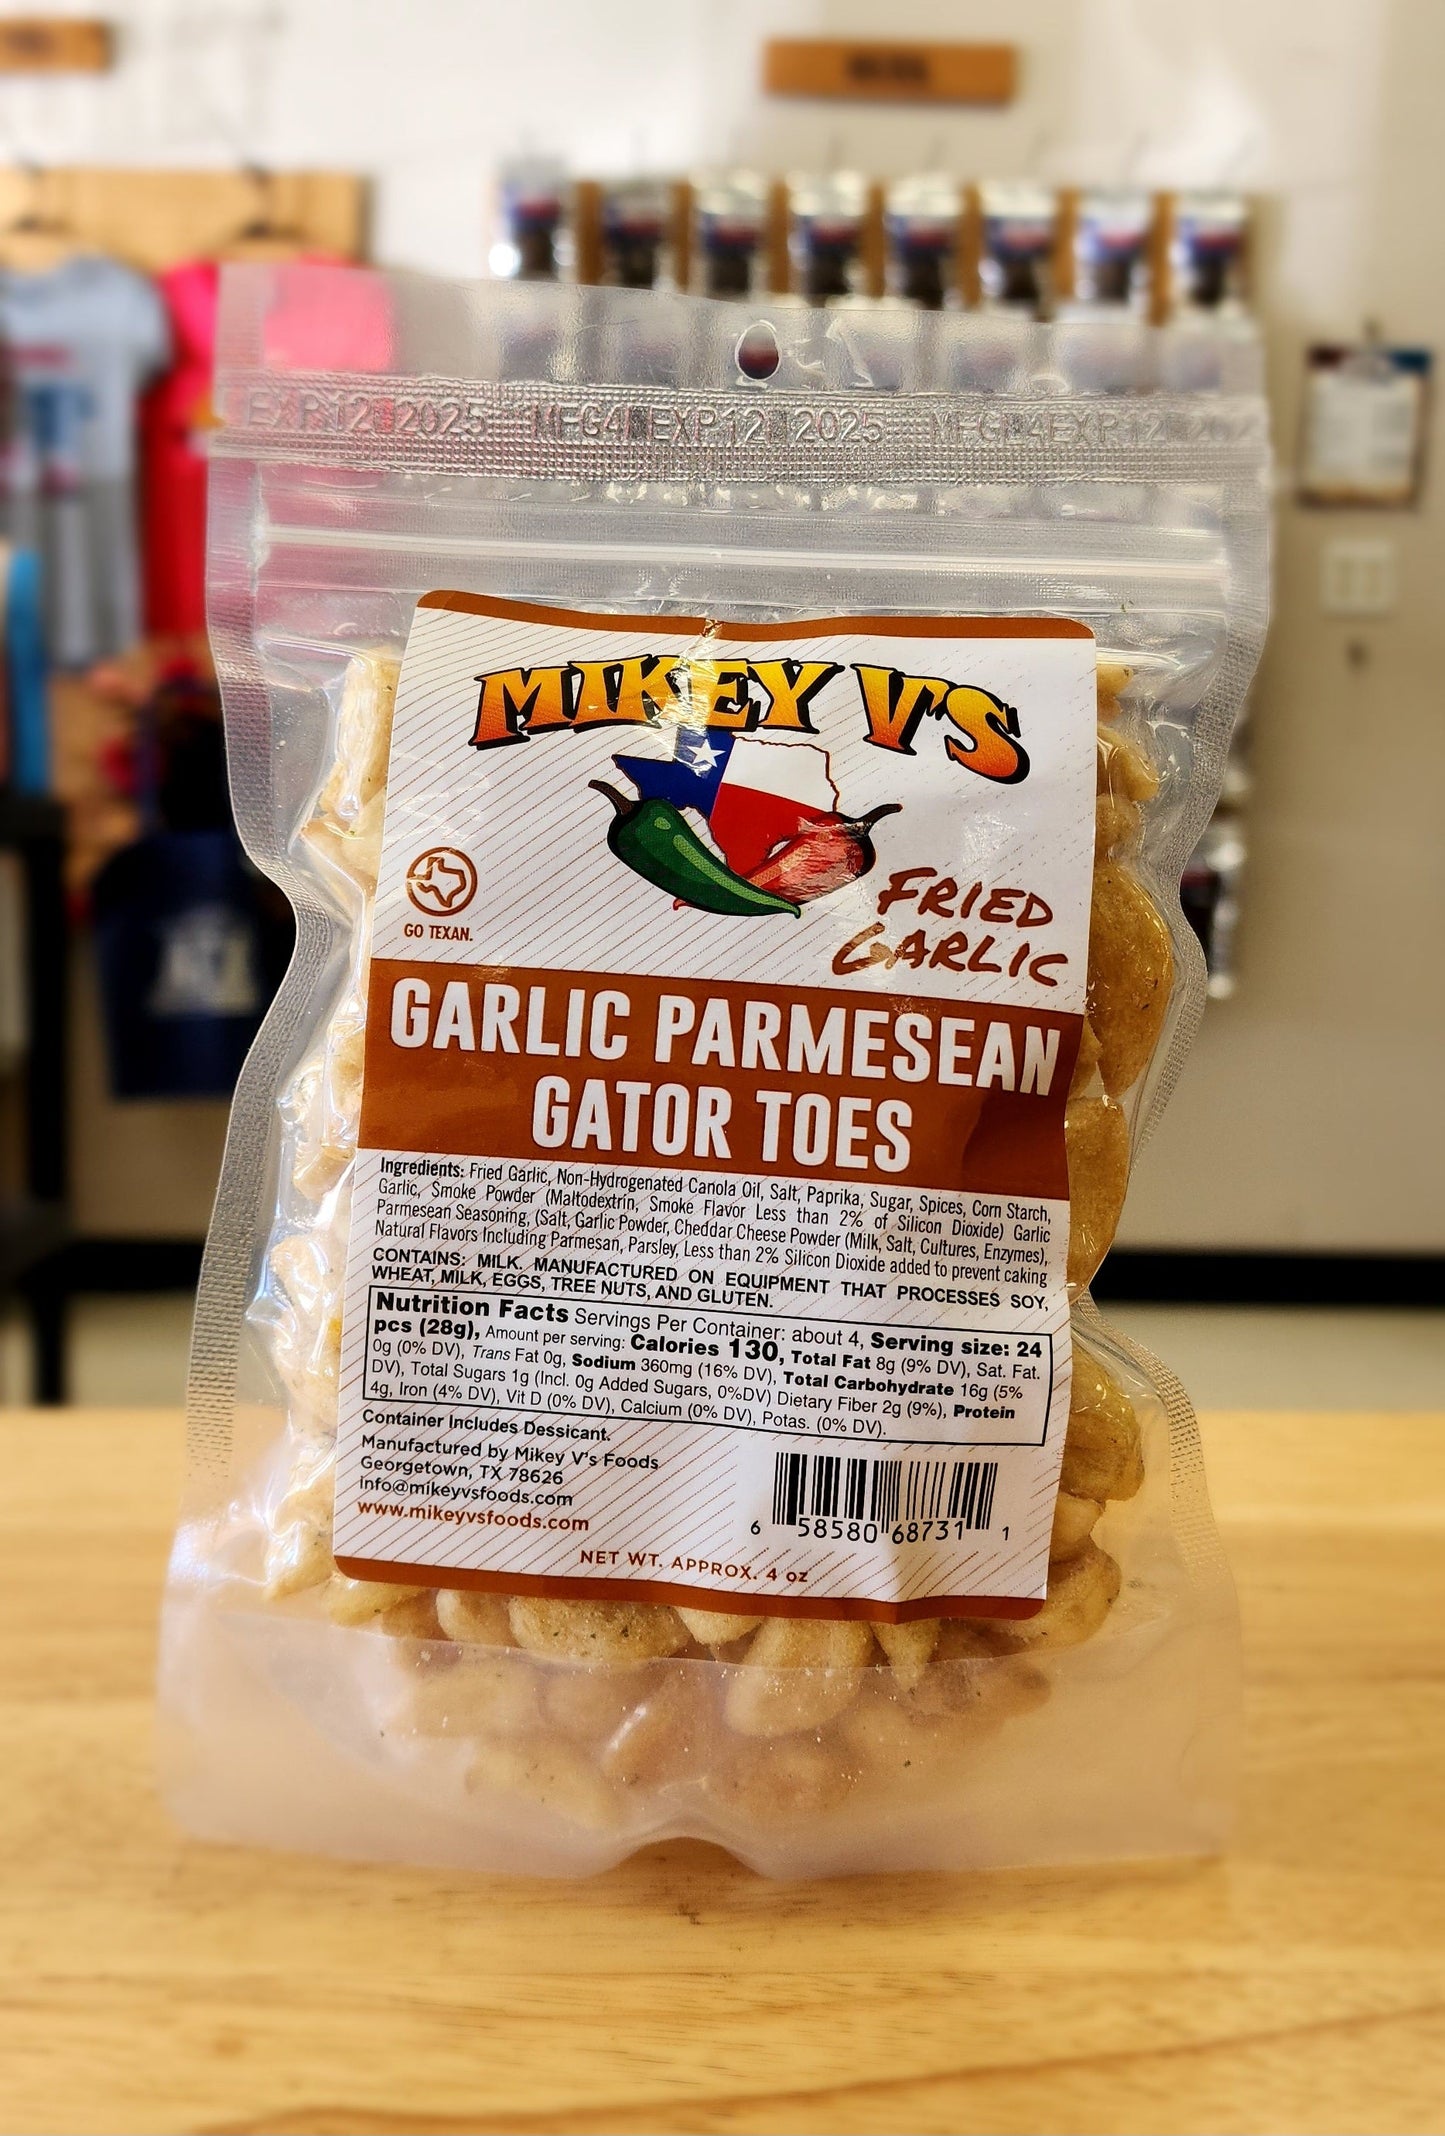 EXP 12 2025 MFG4 EXP 12 2025 MFG 4EXP 12
MIKEY V'S
GO TEXAN.
FRIED
GARLIC
GARLIC PARMESEAN
GATOR TOES
Ingredients: Fried Garlic, Non-Hydrogenated Canola Oil, Salt, Paprika, Sugar, Spices, Corn Starch,
Garlic, Smoke Powder (Maltodextrin, Smoke Flavor Less than 2% of Silicon Dioxide) Garlic
Parmesean Seasoning, (Salt, Garlic Powder, Cheddar Cheese Powder (Milk, Salt, Cultures, Enzymes),
Natural Flavors Including Parmesan, Parsley, Less than 2% Silicon Dioxide added to prevent caking
CONTAINS: MILK. MANUFACTURED ON EQUIPMENT THAT PROCESSES SOY,
WHEAT, MILK, EGGS, TREE NUTS, AND GLUTEN.
Nutrition Facts Servings Per Container: about 4, Serving size: 24
pcs (28g), Amount per serving: Calories 130, Total Fat 8g (9% DV), Sat. Fat.
0g (0% DV), Trans Fat 0g, Sodium 360mg (16% DV), Total Carbohydrate 16g (5%
DV), Total Sugars 1g (Incl. 0g Added Sugars, 0%DV) Dietary Fiber 2g (9%), Protein
4g, Iron (4% DV), Vit D (0% DV), Calcium (0% DV), Potas. (0% DV).
Container Includes Dessicant.
Manufactured by Mikey V's Foods
Georgetown, TX 78626
info@mikeyvsfoods.com
www.mikeyvsfoods.com
6 58580 68731 1
NET WT. APPROX. 4 oz